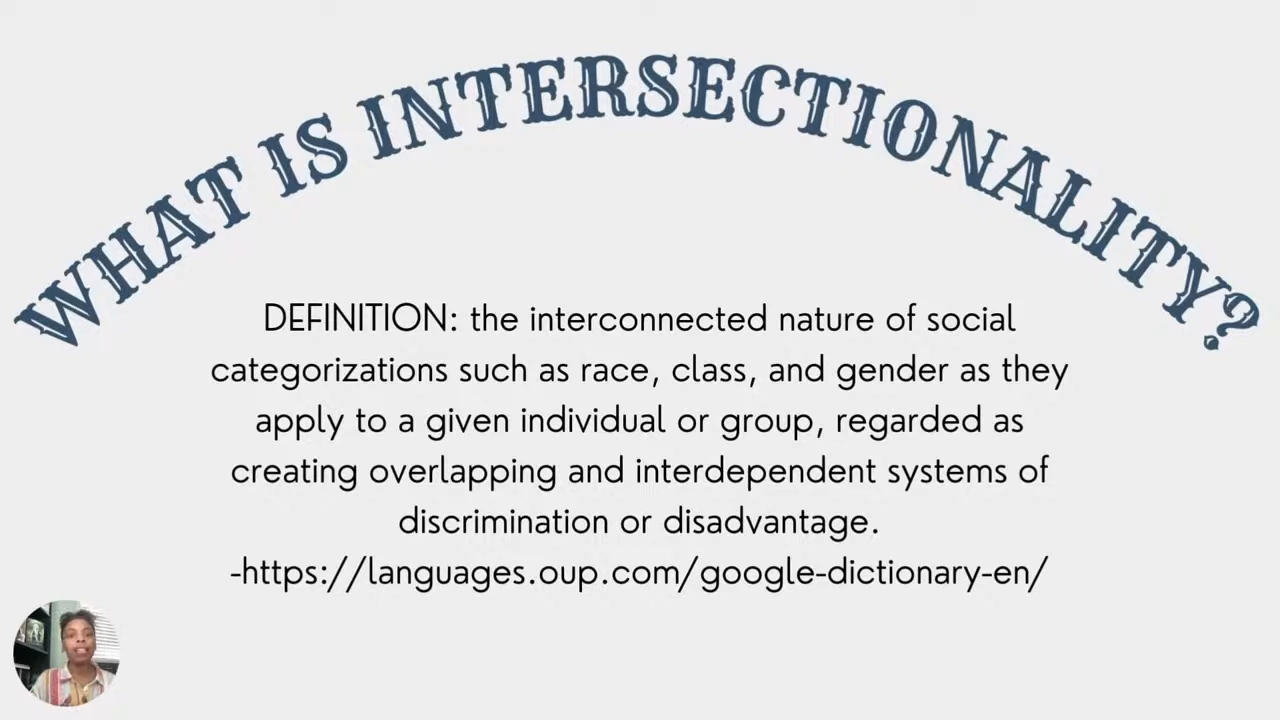 WHAT IS INTERSECTIONALITY?
DEFINITION: the interconnected nature of social
categorizations such as race, class, and gender as they
apply to a given individual or group, regarded as
creating overlapping and interdependent systems of
discrimination or disadvantage.
-https://languages.oup.com/google-dictionary-en/